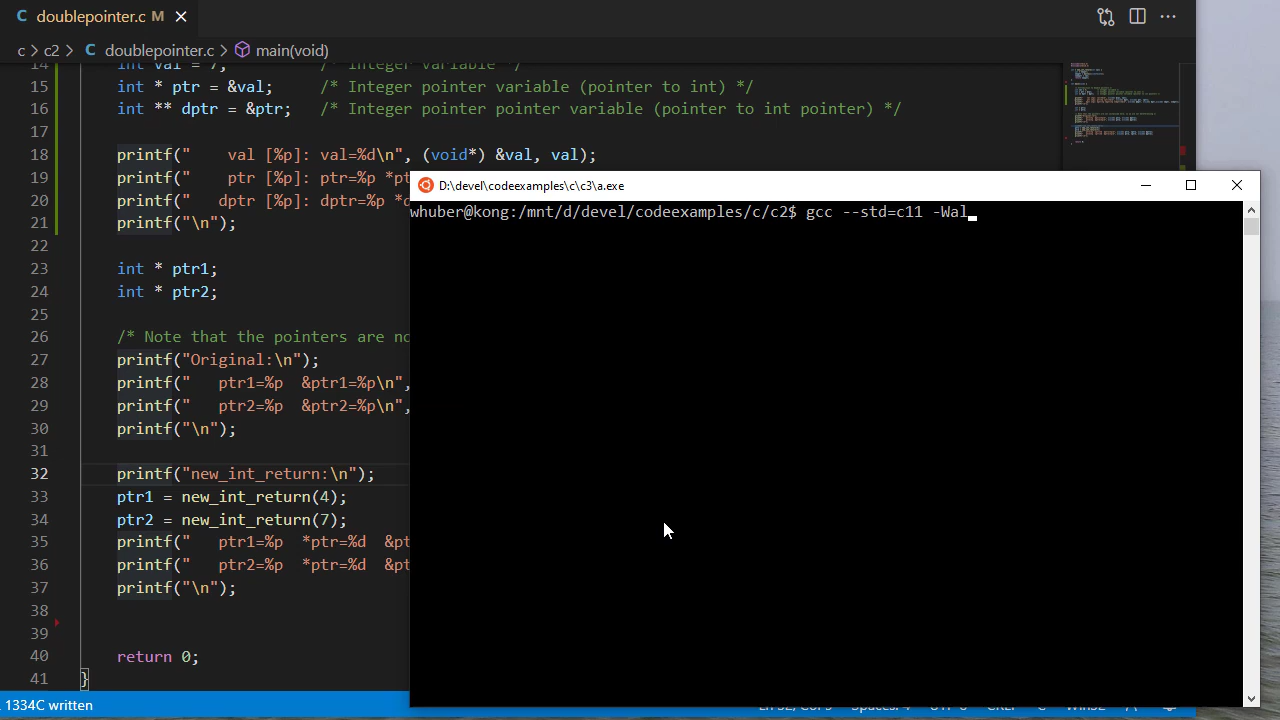 doublepointer.c M
c > c2 > C doublepointer.c > main(void)
14 int val = 7; /* Integer variable */
15 int * ptr = &val; /* Integer pointer variable (pointer to int) */
16 int ** dptr = &ptr; /* Integer pointer pointer variable (pointer to int pointer) */
17
18 printf(" val [%p]: val=%d\n", (void*) &val, val);
19 printf(" ptr [%p]: ptr=%p *pt
20 printf(" dptr [%p]: dptr=%p *d
21 printf("\n");
22
23 int * ptr1;
24 int * ptr2;
25
26 /* Note that the pointers are no
27 printf("Original:\n");
28 printf(" ptr1=%p &ptr1=%p\n",
29 printf(" ptr2=%p &ptr2=%p\n",
30 printf("\n");
31
32 printf("new_int_return:\n");
33 ptr1 = new_int_return(4);
34 ptr2 = new_int_return(7);
35 printf(" ptr1=%p *ptr=%d &pt
36 printf(" ptr2=%p *ptr=%d &pt
37 printf("\n");
38
39
40 return 0;
41 }
1334C written
D:\devel\codeexamples\c\c3\a.exe
whuber@kong:/mnt/d/devel/codeexamples/c/c2$ gcc --std=c11 -Wal